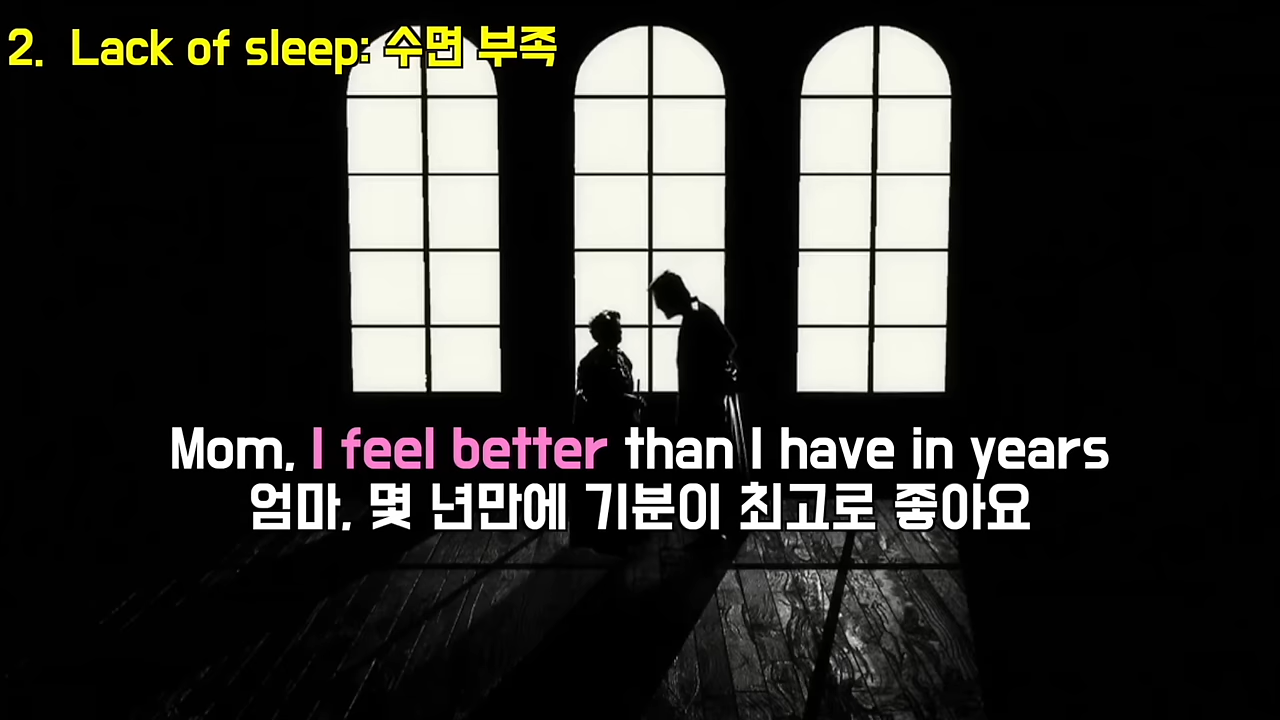 2. Lack of sleep: 수면 부족
Mom, I feel better than I have in years
엄마, 몇 년만에 기분이 최고로 좋아요